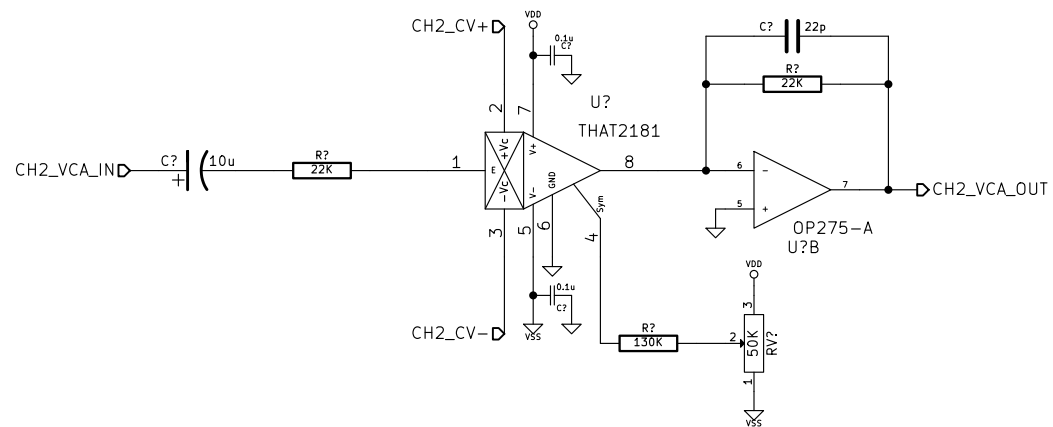 CH2_CV+
VDD
0.1u
C?
C?
22p
R?
22K
U?
THAT2181
2
7
CH2_VCA_IN
C?
10u
+
R?
22K
1
E
+Vc
-Vc
V+
V-
GND
Sym
8
6
-
7
CH2_VCA_OUT
5
+
OP275-A
U?B
3
5
6
4
0.1u
C?
CH2_CV-
VSS
R?
130K
VDD
3
2
50K
RV?
1
VSS